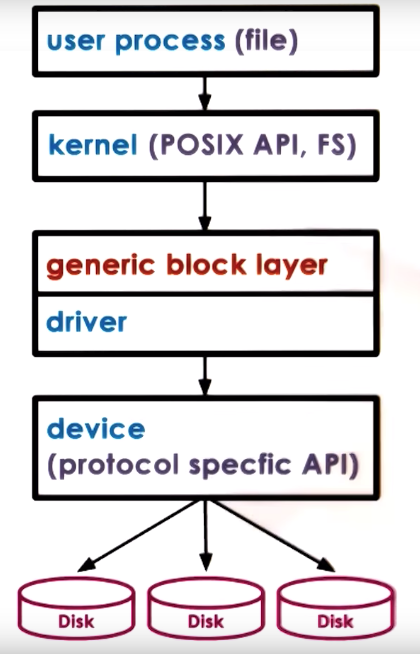 user process (file)
kernel (POSIX API, FS)
generic block layer
driver
device
(protocol specfic API)
Disk
Disk
Disk